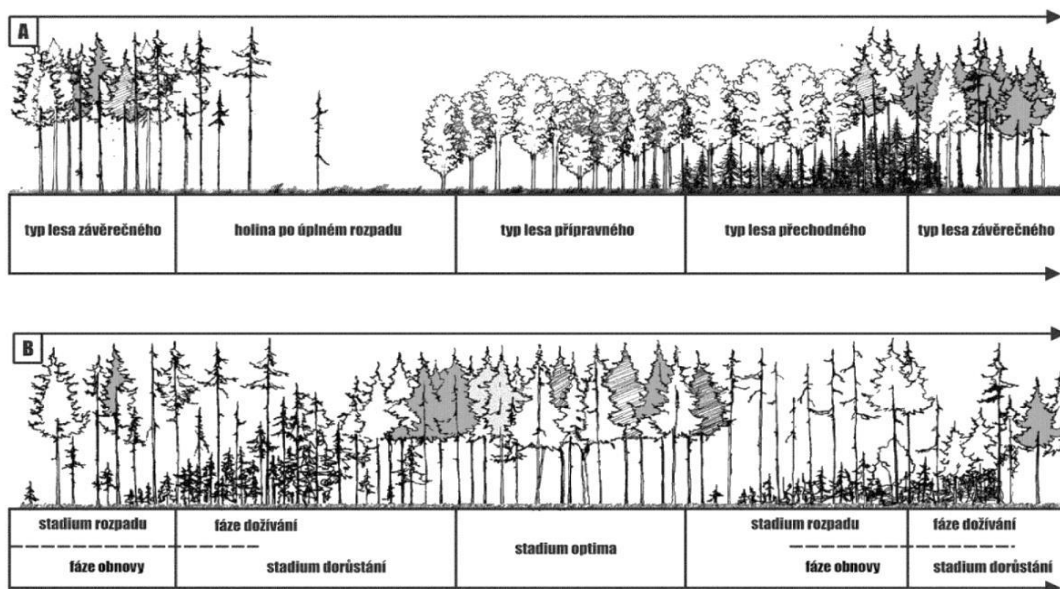 A
typ lesa závěrečného
holina po úplném rozpadu
typ lesa přípravného
typ lesa přechodného
typ lesa závěrečného
B
stadium rozpadu
fáze dožívání
fáze obnovy
stadium dorůstání
stadium optima
stadium rozpadu
fáze dožívání
fáze obnovy
stadium dorůstání